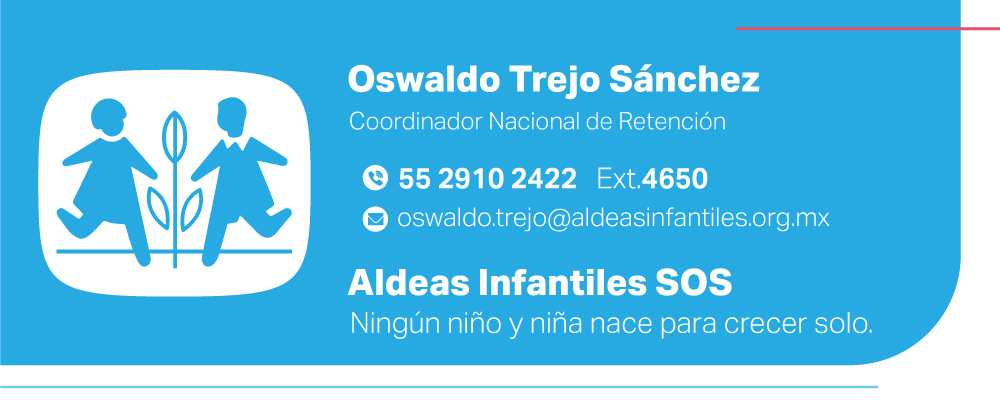 Oswaldo Trejo Sánchez
Coordinador Nacional de Retención
55 2910 2422 Ext.4650
oswaldo.trejo@aldeasinfantiles.org.mx
Aldeas Infantiles SOS
Ningún niño y niña nace para crecer solo.